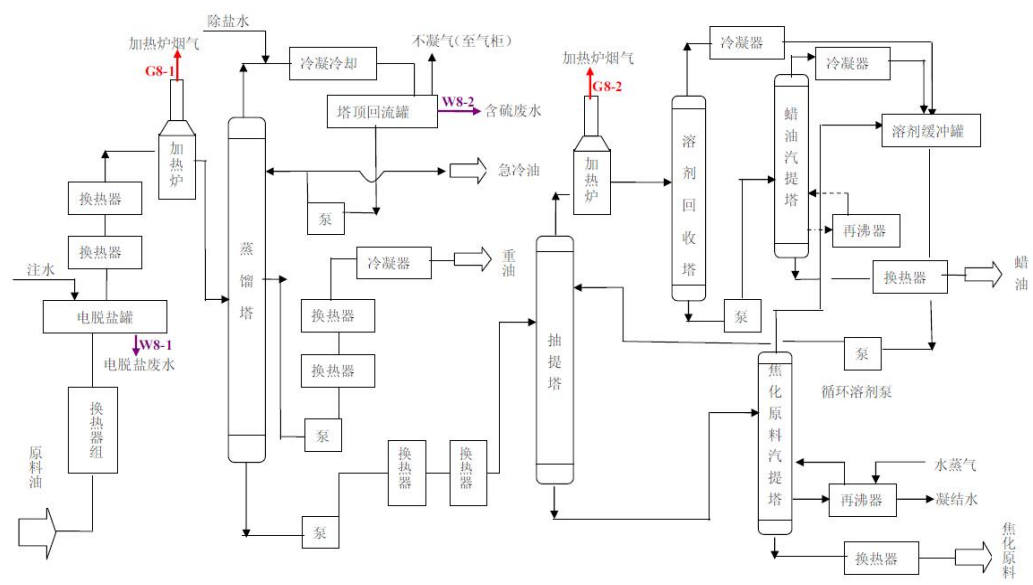 除盐水
加热炉烟气
G8-1
冷凝冷却
不凝气(至气柜)
塔顶回流罐
W8-2
含硫废水
加热炉
换热器
换热器
注水
电脱盐罐
W8-1
电脱盐废水
换热器组
原料油
蒸馏塔
泵
急冷油
冷凝器
重油
换热器
换热器
泵
泵
换热器
换热器
加热炉烟气
G8-2
加热炉
抽提塔
溶剂回收塔
冷凝器
冷凝器
蜡油汽提塔
溶剂缓冲罐
再沸器
泵
换热器
蜡油
泵
循环溶剂泵
焦化原料汽提塔
水蒸气
再沸器
凝结水
换热器
焦化原料